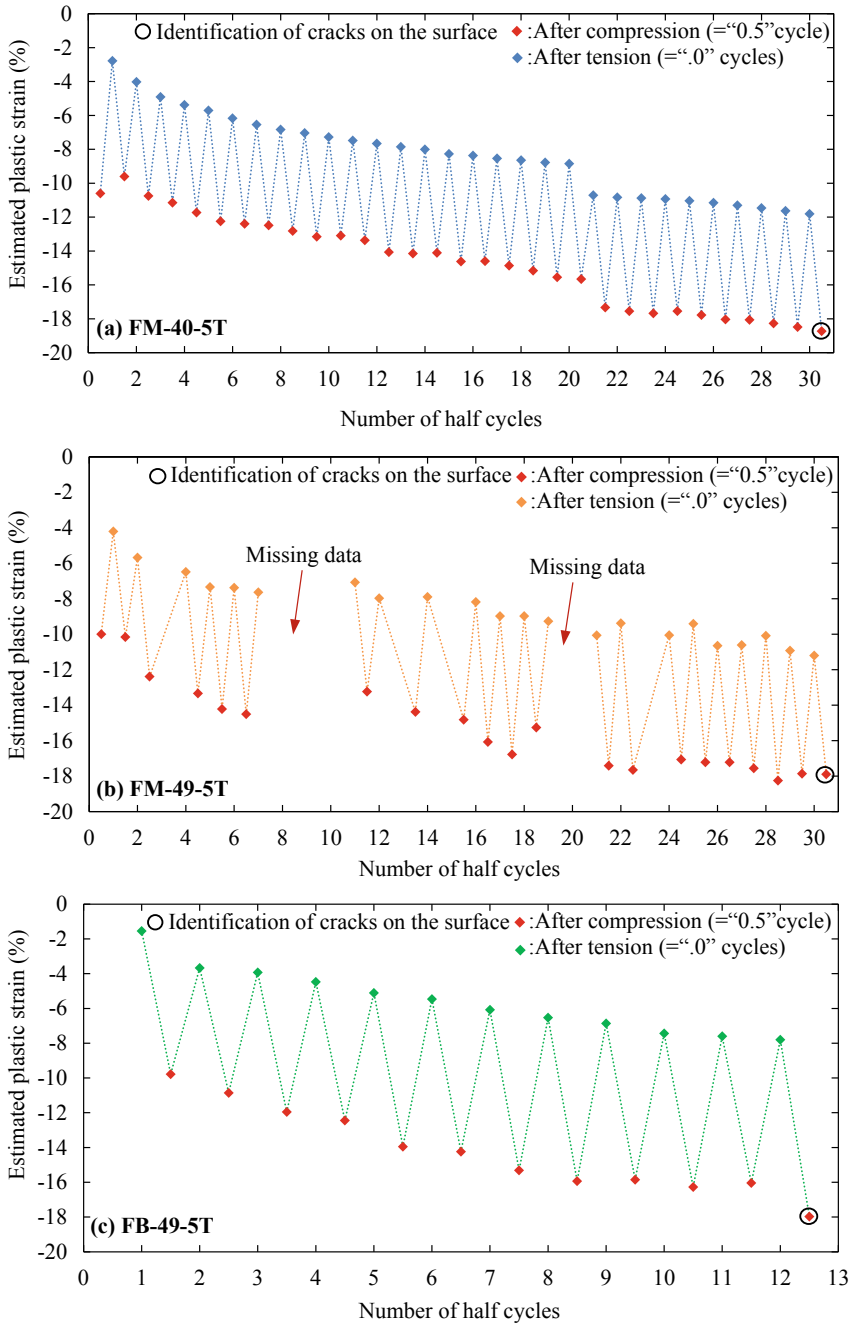 0
-2
-4
-6
-8
-10
-12
-14
-16
-18
-20
Estimated plastic strain (%)
Identification of cracks on the surface
:After compression (=“0.5”cycle)
:After tension (=“.0” cycles)
(a) FM-40-5T
0 2 4 6 8 10 12 14 16 18 20 22 24 26 28 30
Number of half cycles
0
-2
-4
-6
-8
-10
-12
-14
-16
-18
-20
Estimated plastic strain (%)
Identification of cracks on the surface
:After compression (=“0.5”cycle)
:After tension (=“.0” cycles)
Missing data
Missing data
(b) FM-49-5T
0 2 4 6 8 10 12 14 16 18 20 22 24 26 28 30
Number of half cycles
0
-2
-4
-6
-8
-10
-12
-14
-16
-18
-20
Estimated plastic strain (%)
Identification of cracks on the surface
:After compression (=“0.5”cycle)
:After tension (=“.0” cycles)
(c) FB-49-5T
0 1 2 3 4 5 6 7 8 9 10 11 12 13
Number of half cycles